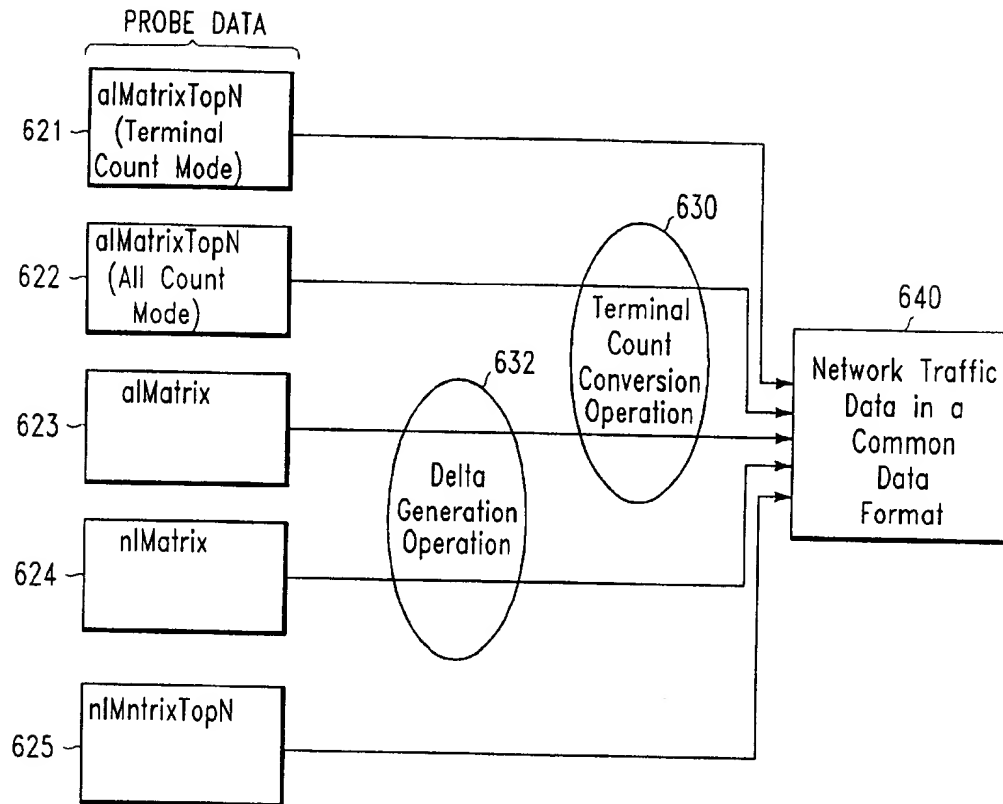 PROBE DATA
621
alMatrixTopN
(Terminal
Count Mode)
622
alMatrixTopN
(All Count
Mode)
623
alMatrix
624
nlMatrix
625
nlMntrixTopN
632
Delta
Generation
Operation
630
Terminal
Count
Conversion
Operation
640
Network Traffic
Data in a
Common
Data
Format